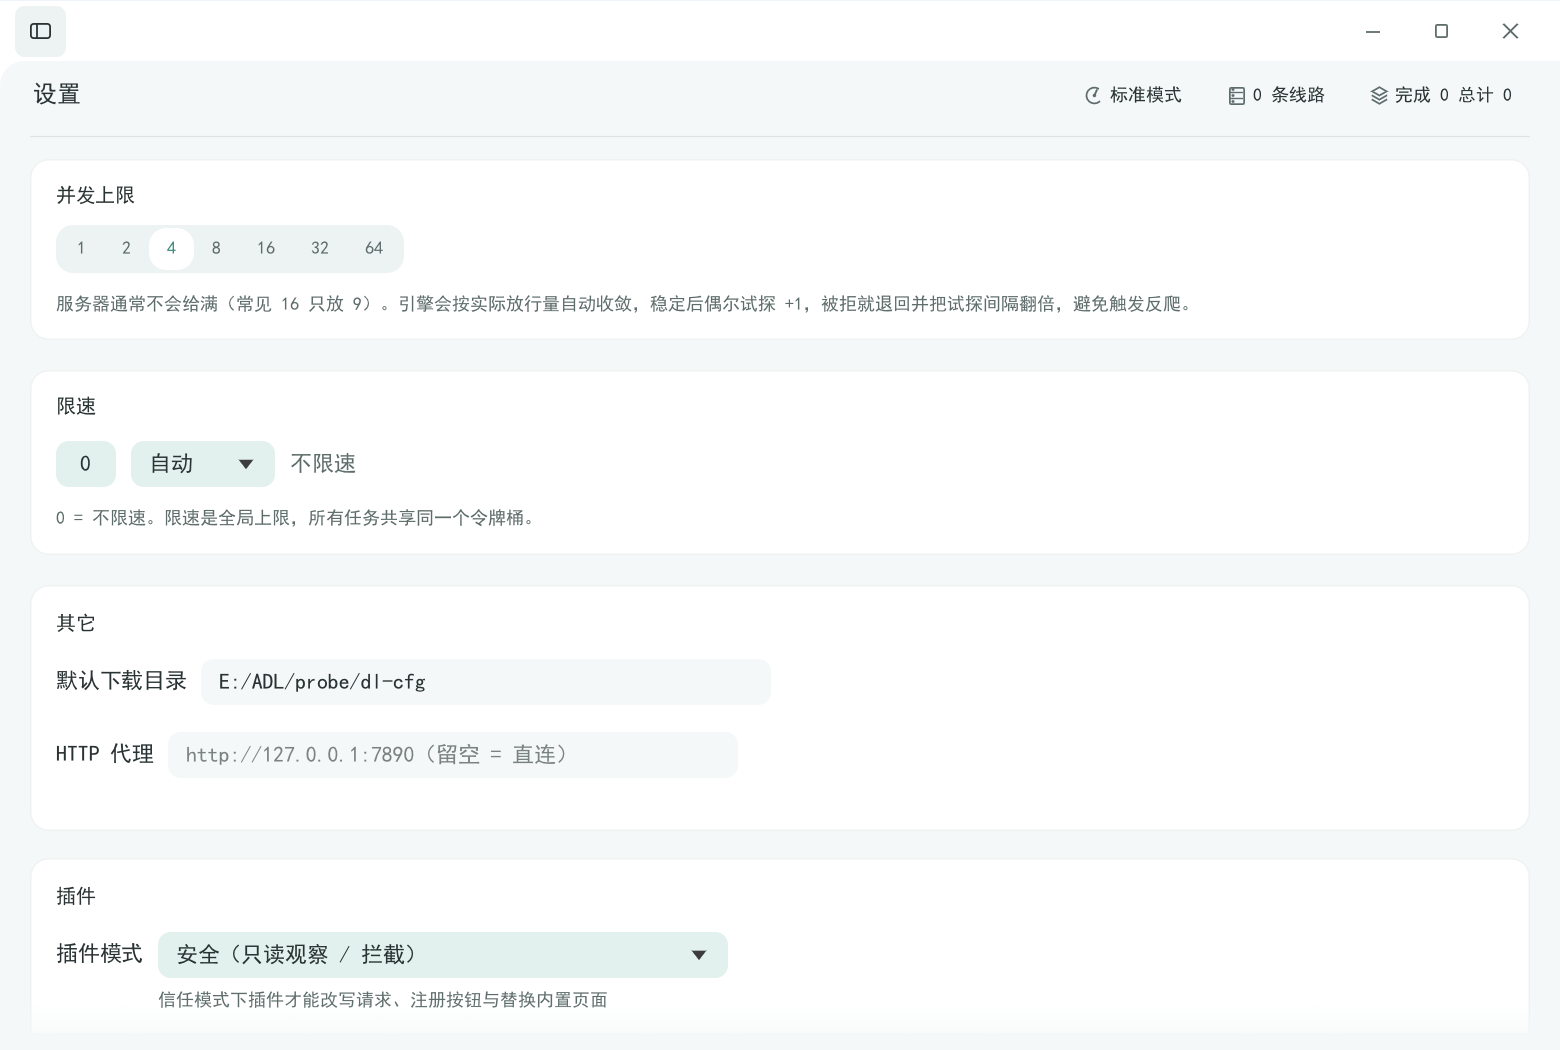 设置
标准模式 0 条线路 完成 0 总计 0
并发上限
1 2 4 8 16 32 64
服务器通常不会给满（常见 16 只放 9）。引擎会按实际放行量自动收敛，稳定后偶尔试探 +1，被拒就退回并把试探间隔翻倍，避免触发反爬。
限速
0 自动 不限速
0 = 不限速。限速是全局上限，所有任务共享同一个令牌桶。
其它
默认下载目录 E:/ADL/probe/dl-cfg
HTTP 代理 http://127.0.0.1:7890（留空 = 直连）
插件
插件模式 安全（只读观察 / 拦截）
信任模式下插件才能改写请求、注册按钮与替换内置页面